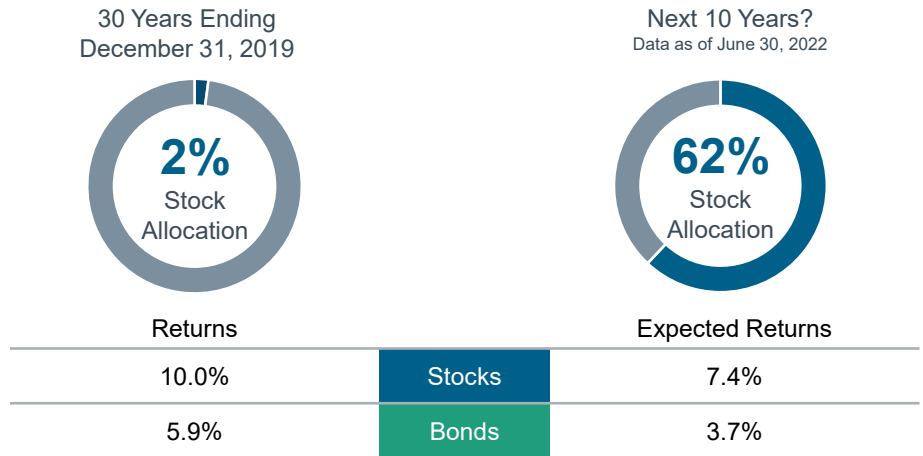 30 Years Ending
December 31, 2019
2%
Stock
Allocation
Next 10 Years?
Data as of June 30, 2022
62%
Stock
Allocation
Returns
Expected Returns
10.0%
Stocks
7.4%
5.9%
Bonds
3.7%